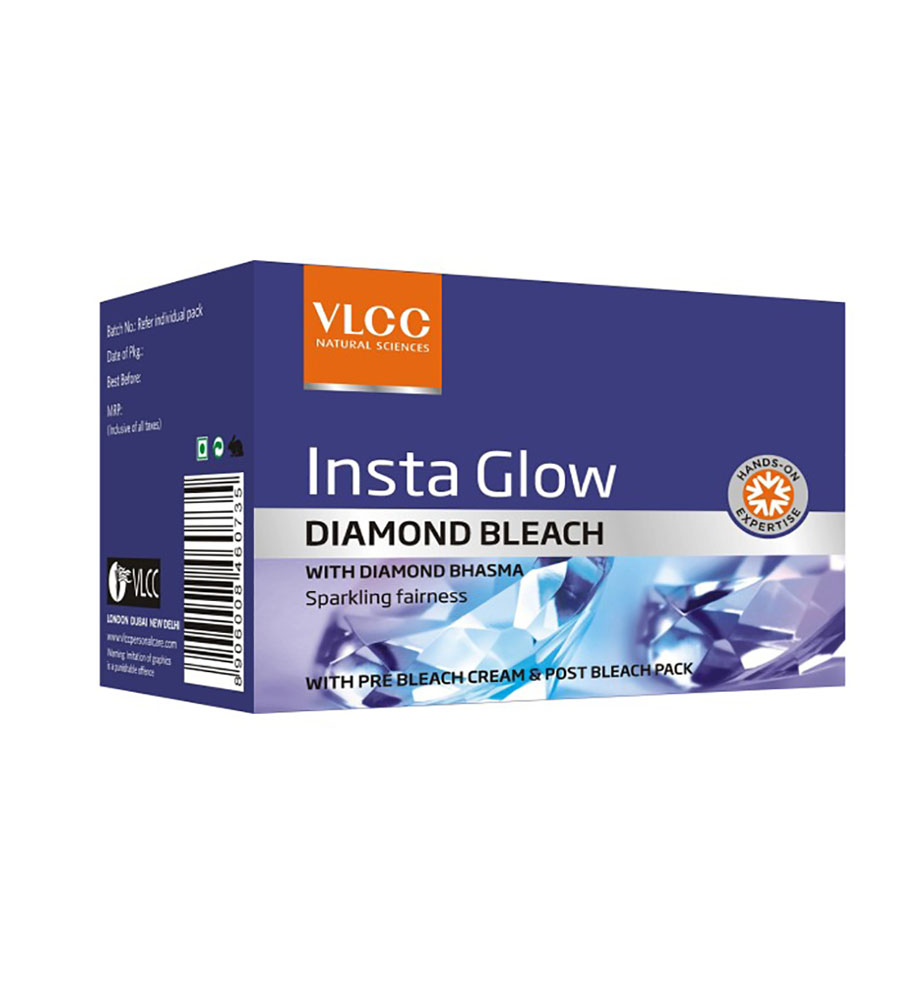 Batch No.: Refer individual pack
Date of Pkg.:
Best Before:
MRP:
(Inclusive of all taxes)
VLCC
LONDON DUBAI NEW DELHI
www.vlccpersonalcare.com
Warning: Imitation of graphics
is a punishable offence
8906008460735
VLCC
NATURAL SCIENCES
Insta Glow
DIAMOND BLEACH
WITH DIAMOND BHASMA
Sparkling fairness
WITH PRE BLEACH CREAM & POST BLEACH PACK
HANDS-ON
EXPERTISE